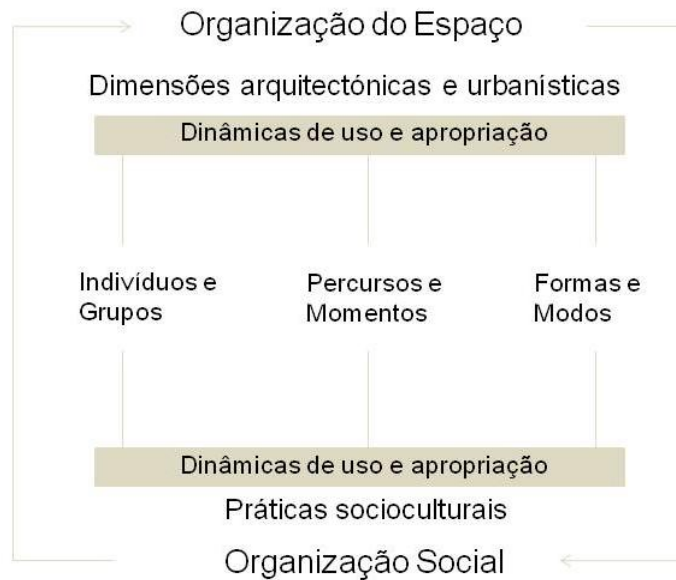 Organização do Espaço
Dimensões arquitectónicas e urbanísticas
Dinâmicas de uso e apropriação
Indivíduos e
Grupos
Percursos e
Momentos
Formas e
Modos
Dinâmicas de uso e apropriação
Práticas socioculturais
Organização Social